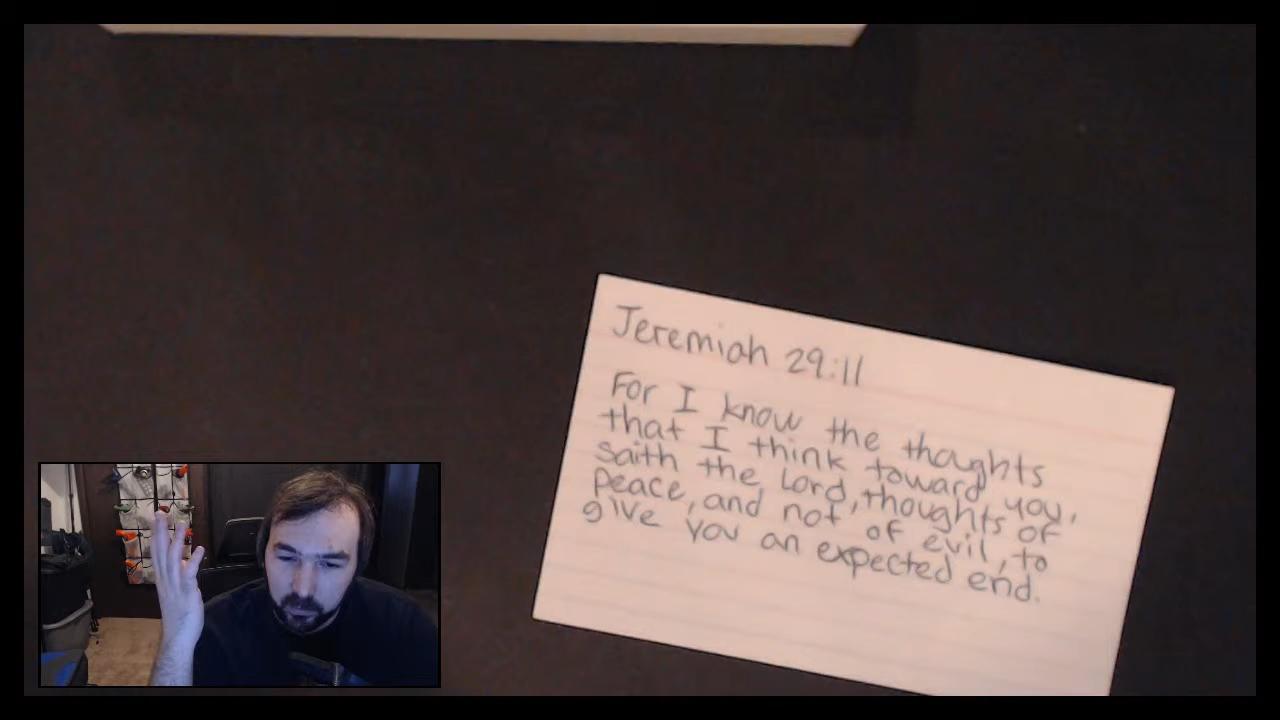 Jeremiah 29:11
For I know the thoughts
that I think toward you,
saith the Lord, thoughts of
peace, and not of evil, to
give you an expected end.